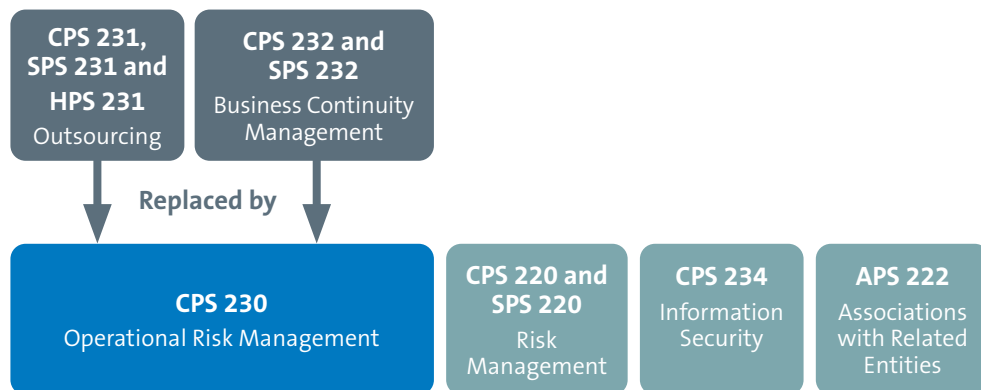 CPS 231,
SPS 231 and
HPS 231
Outsourcing
CPS 232 and
SPS 232
Business Continuity
Management
Replaced by
CPS 230
Operational Risk Management
CPS 220 and
SPS 220
Risk
Management
CPS 234
Information
Security
APS 222
Associations
with Related
Entities